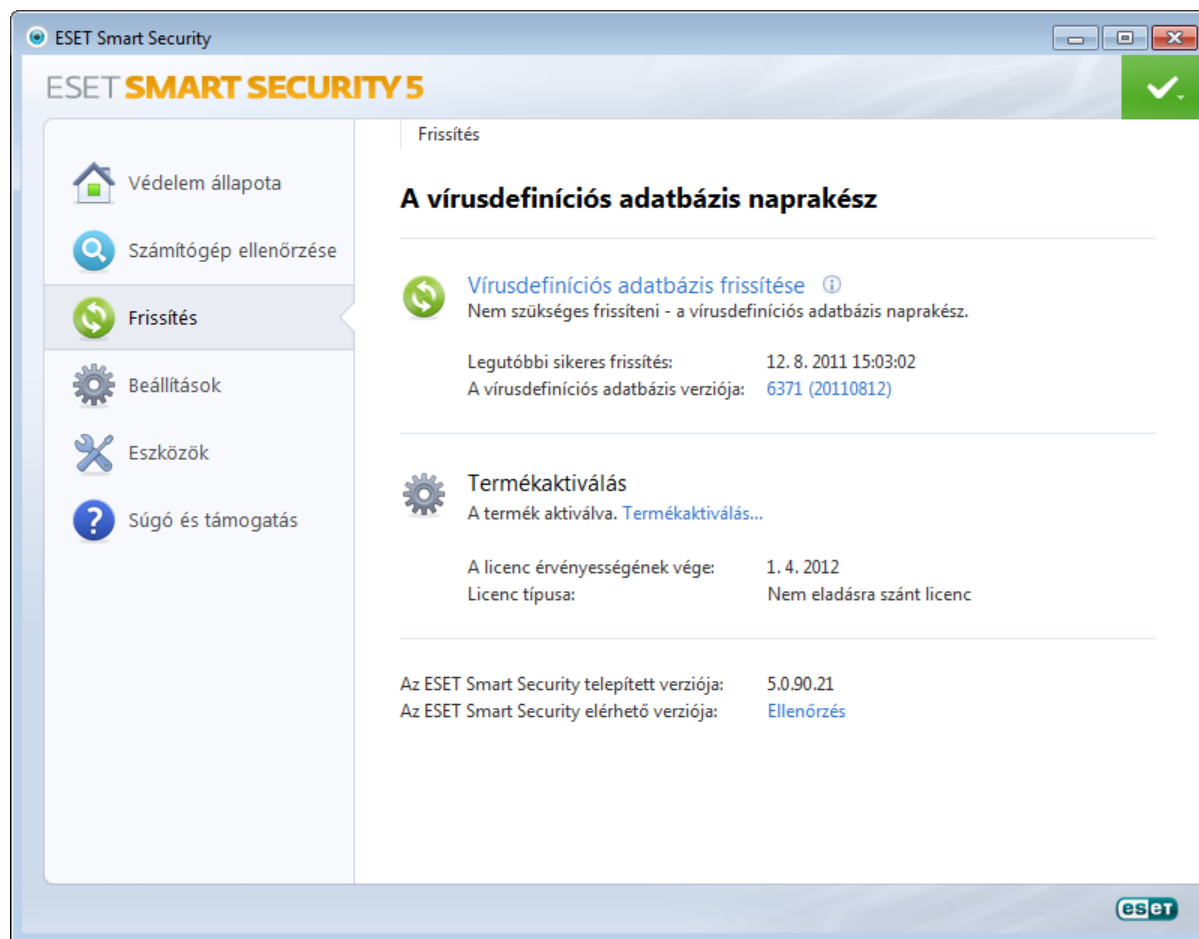 ESET Smart Security
ESET SMART SECURITY 5
Védelem állapota
Számítógép ellenőrzése
Frissítés
Beállítások
Eszközök
Súgó és támogatás
Frissítés
A vírusdefiníciós adatbázis naprakész
Vírusdefiníciós adatbázis frissítése
Nem szükséges frissíteni - a vírusdefiníciós adatbázis naprakész.
Legutóbbi sikeres frissítés: 12. 8. 2011 15:03:02
A vírusdefiníciós adatbázis verziója: 6371 (20110812)
Termékaktiválás
A termék aktiválva. Termékaktiválás...
A licenc érvényességének vége: 1. 4. 2012
Licenc típusa: Nem eladásra szánt licenc
Az ESET Smart Security telepített verziója: 5.0.90.21
Az ESET Smart Security elérhető verziója: Ellenőrzés
eset